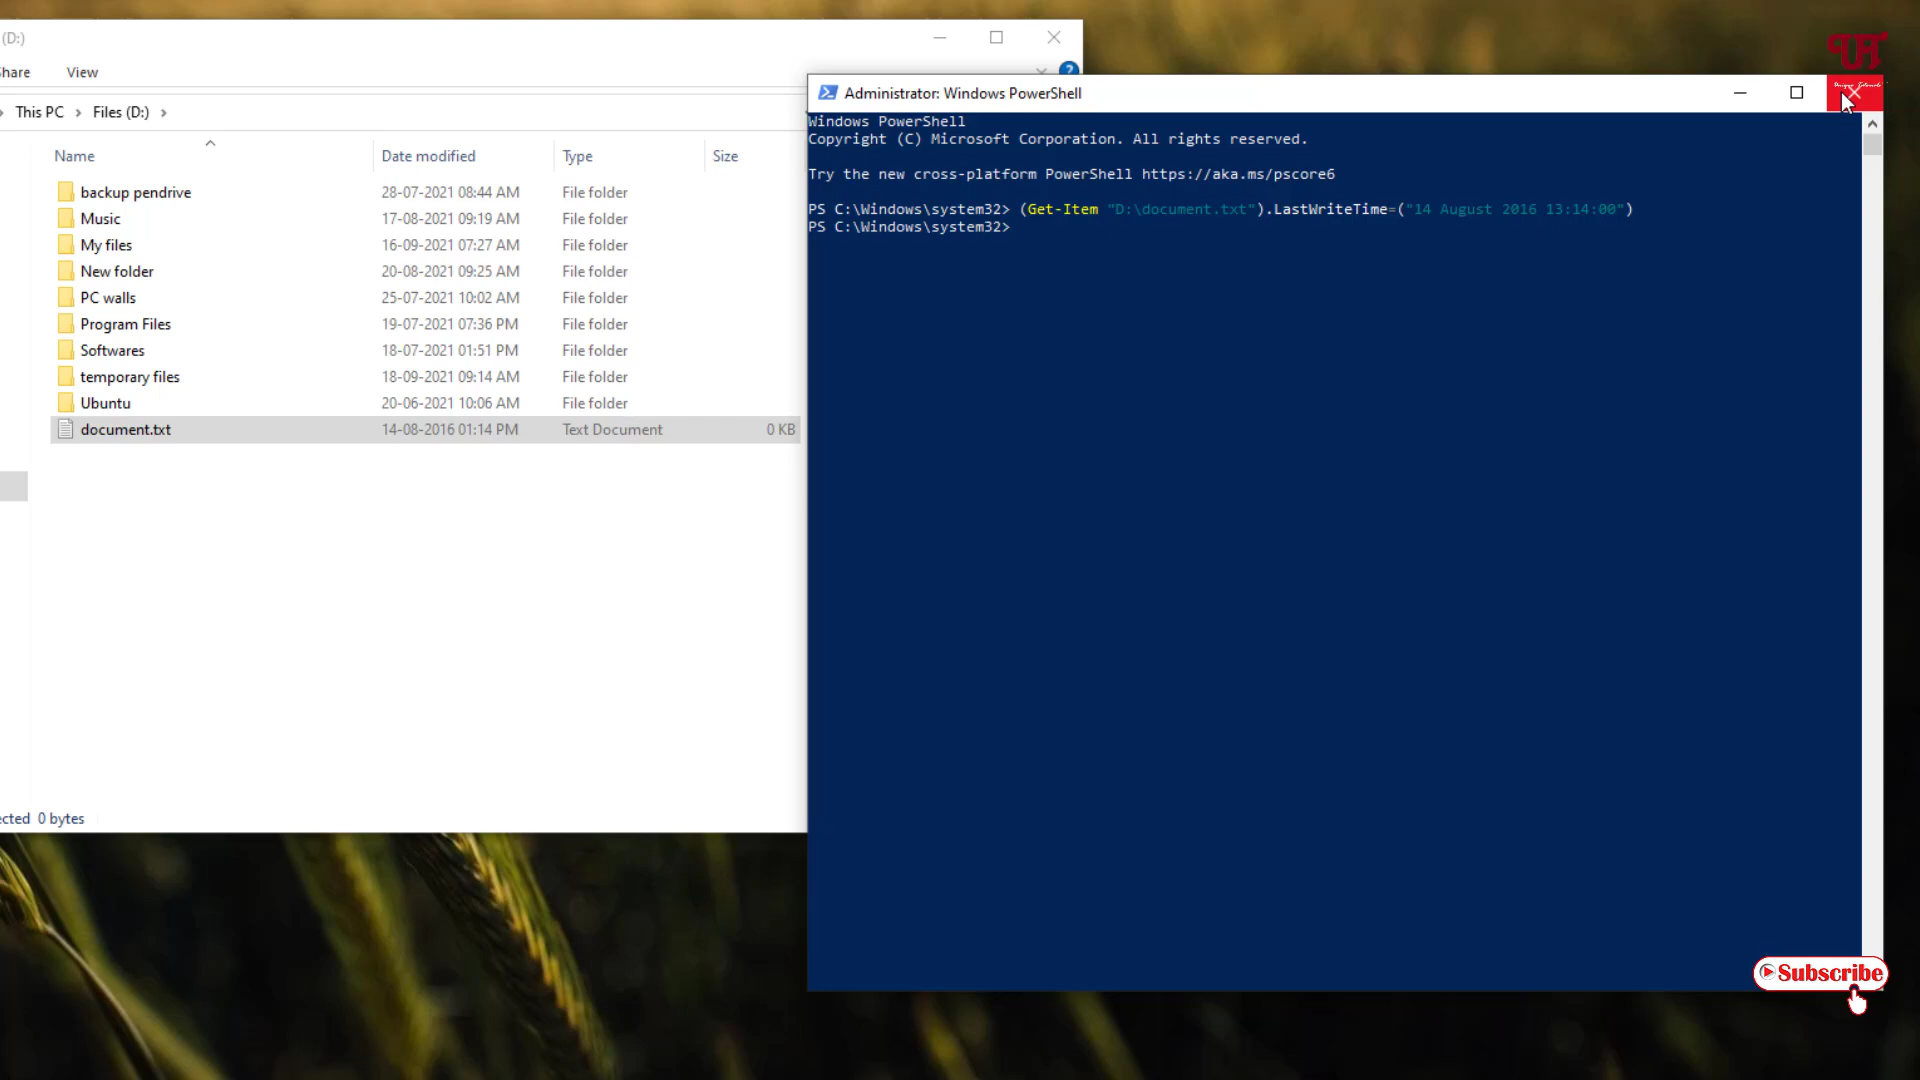 (D:)
hare View
This PC > Files (D:) >
Name Date modified Type Size
backup pendrive 28-07-2021 08:44 AM File folder
Music 17-08-2021 09:19 AM File folder
My files 16-09-2021 07:27 AM File folder
New folder 20-08-2021 09:25 AM File folder
PC walls 25-07-2021 10:02 AM File folder
Program Files 19-07-2021 07:36 PM File folder
Softwares 18-07-2021 01:51 PM File folder
temporary files 18-09-2021 09:14 AM File folder
Ubuntu 20-06-2021 10:06 AM File folder
document.txt 14-08-2016 01:14 PM Text Document 0 KB
ected 0 bytes
Administrator: Windows PowerShell
Windows PowerShell
Copyright (C) Microsoft Corporation. All rights reserved.
Try the new cross-platform PowerShell https://aka.ms/pscore6
PS C:\Windows\system32> (Get-Item "D:\document.txt").LastWriteTime=("14 August 2016 13:14:00")
PS C:\Windows\system32>
Subscribe